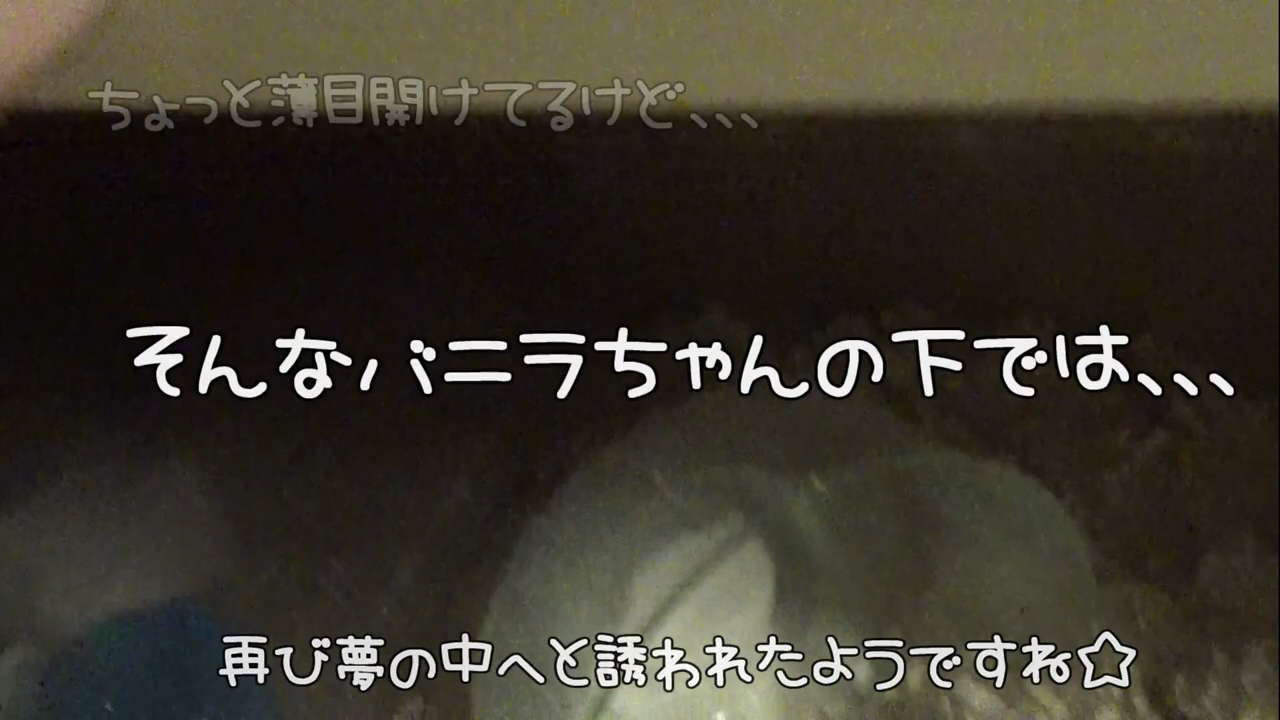 ちょっと薄目開けてるけど、、、
そんなバニラちゃんの下では、、、
再び夢の中へと誘われたようですね☆